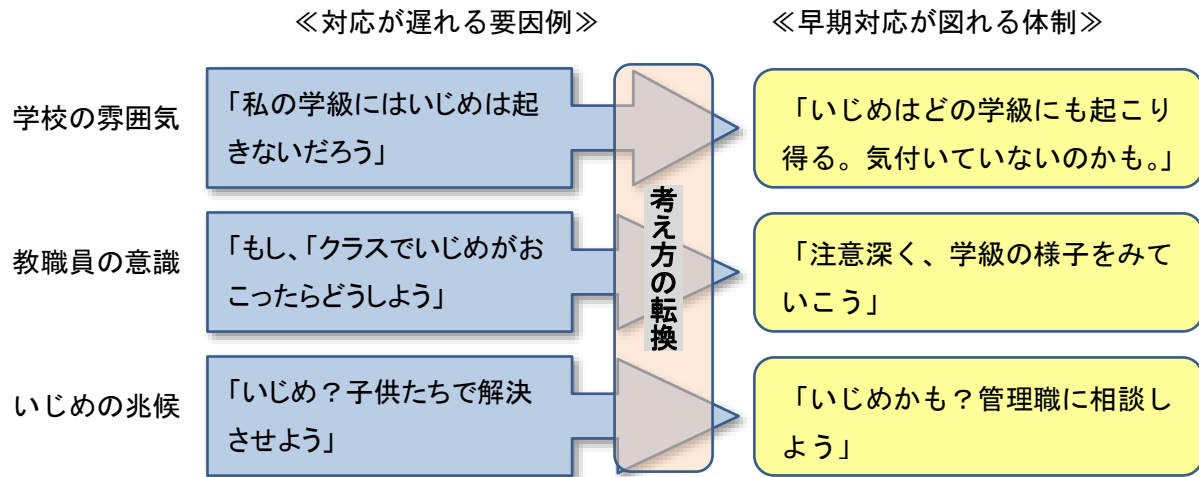 ≪対応が遅れる要因例≫
≪早期対応が図れる体制≫
学校の雰囲気
「私の学級にはいじめは起
きないだろう」
「いじめはどの学級にも起こり
得る。気付いていないのかも。」
教職員の意識
「もし、「クラスでいじめがお
こったらどうしよう」
「注意深く、学級の様子をみて
いこう」
いじめの兆候
「いじめ？子供たちで解決
させよう」
「いじめかも？管理職に相談し
よう」
考え方の転換